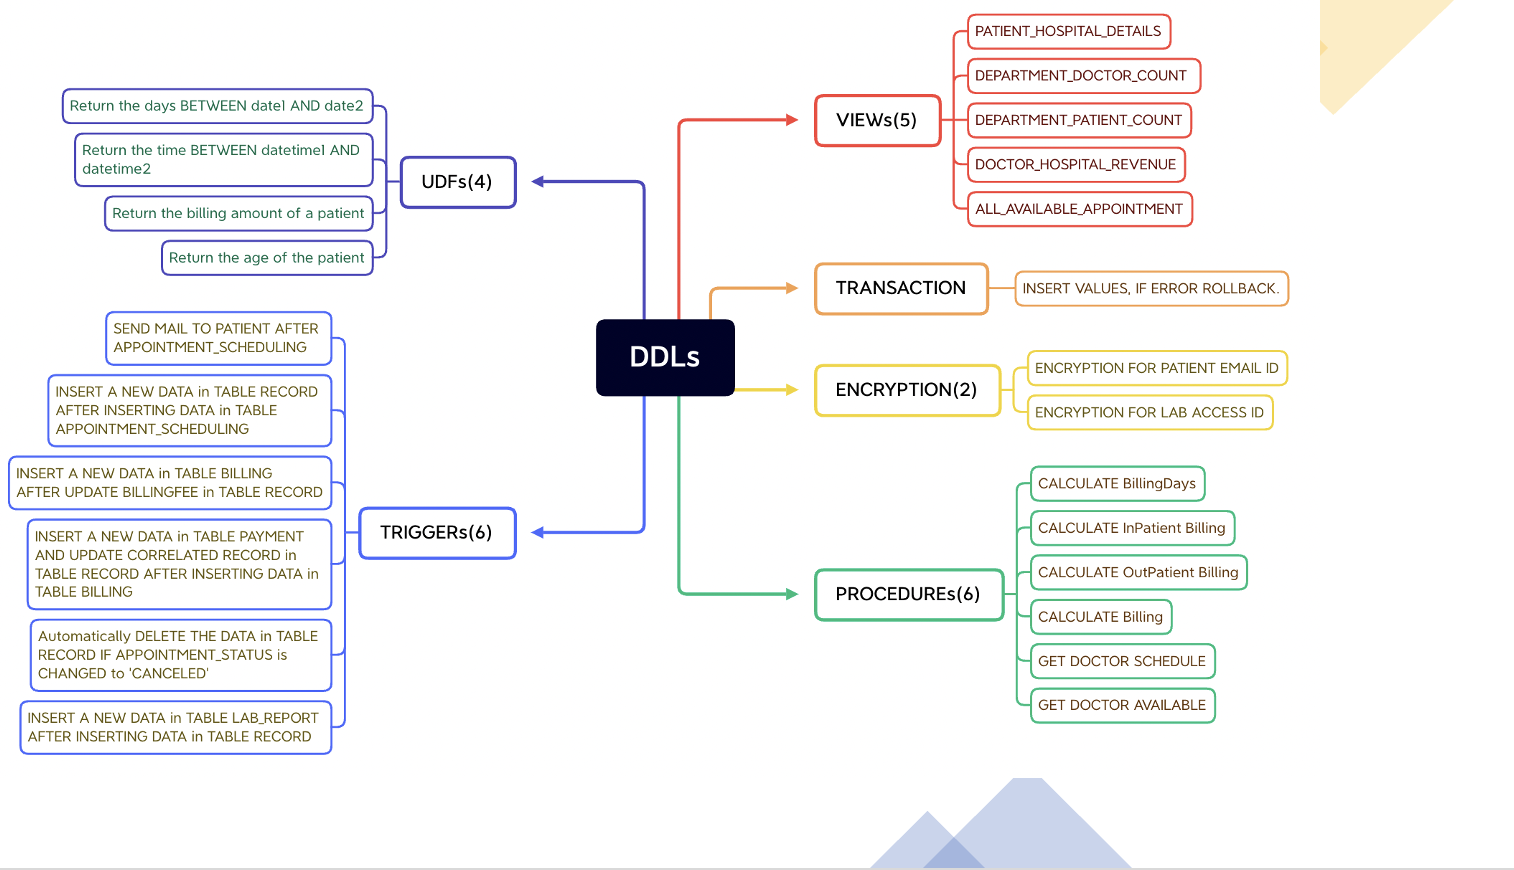 DDLs
VIEWs(5)
PATIENT_HOSPITAL_DETAILS
DEPARTMENT_DOCTOR_COUNT
DEPARTMENT_PATIENT_COUNT
DOCTOR_HOSPITAL_REVENUE
ALL_AVAILABLE_APPOINTMENT
TRANSACTION
INSERT VALUES, IF ERROR ROLLBACK.
ENCRYPTION(2)
ENCRYPTION FOR PATIENT EMAIL ID
ENCRYPTION FOR LAB ACCESS ID
PROCEDUREs(6)
CALCULATE BillingDays
CALCULATE InPatient Billing
CALCULATE OutPatient Billing
CALCULATE Billing
GET DOCTOR SCHEDULE
GET DOCTOR AVAILABLE
UDFs(4)
Return the days BETWEEN date1 AND date2
Return the time BETWEEN datetime1 AND
datetime2
Return the billing amount of a patient
Return the age of the patient
TRIGGERs(6)
SEND MAIL TO PATIENT AFTER
APPOINTMENT_SCHEDULING
INSERT A NEW DATA in TABLE RECORD
AFTER INSERTING DATA in TABLE
APPOINTMENT_SCHEDULING
INSERT A NEW DATA in TABLE BILLING
AFTER UPDATE BILLINGFEE in TABLE RECORD
INSERT A NEW DATA in TABLE PAYMENT
AND UPDATE CORRELATED RECORD in
TABLE RECORD AFTER INSERTING DATA in
TABLE BILLING
Automatically DELETE THE DATA in TABLE
RECORD IF APPOINTMENT_STATUS is
CHANGED to 'CANCELED'
INSERT A NEW DATA in TABLE LAB_REPORT
AFTER INSERTING DATA in TABLE RECORD